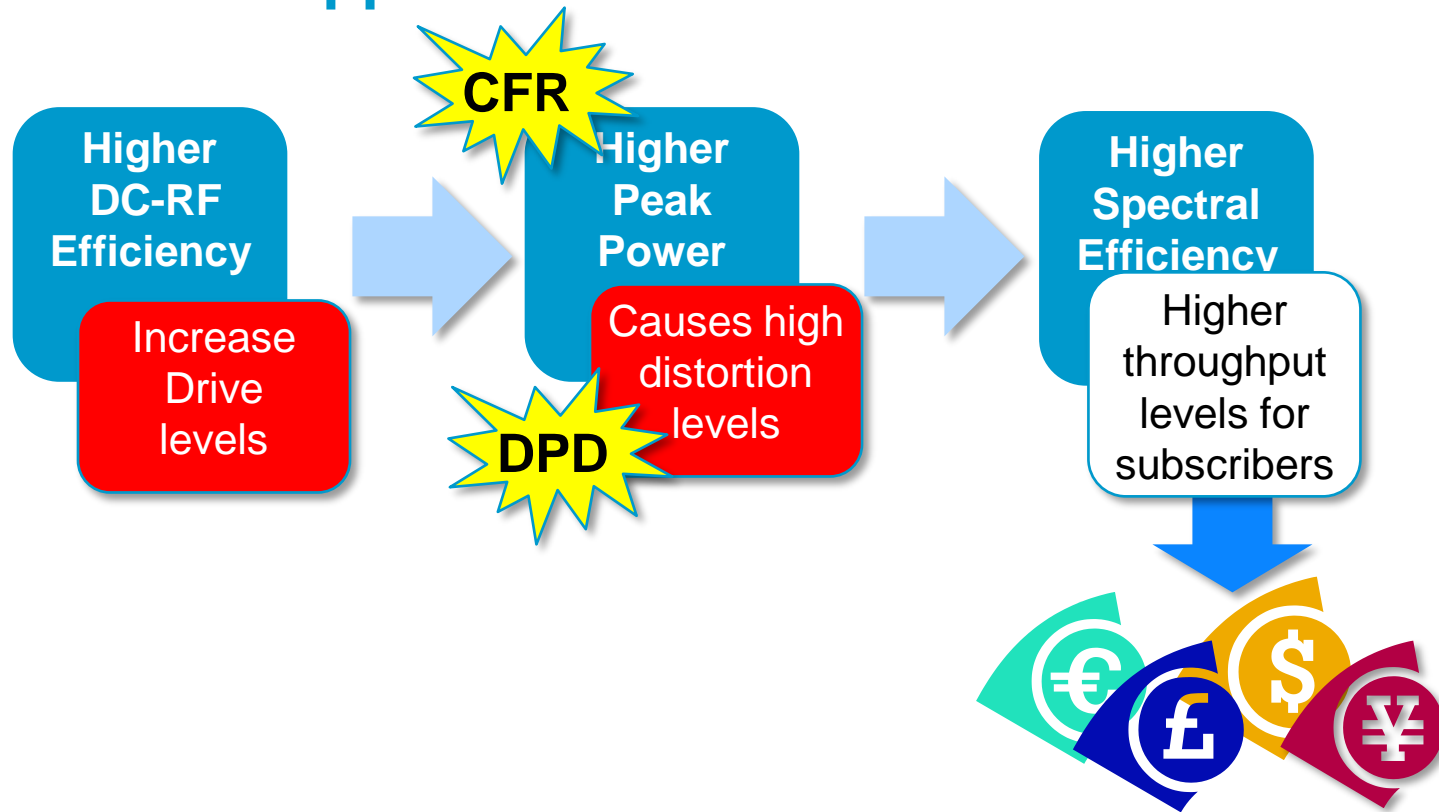 CFR
Higher
DC-RF
Efficiency
Increase
Drive
levels
Higher
Peak
Power
Causes high
distortion
levels
DPD
Higher
Spectral
Efficiency
Higher
throughput
levels for
subscribers
€
£
$
¥